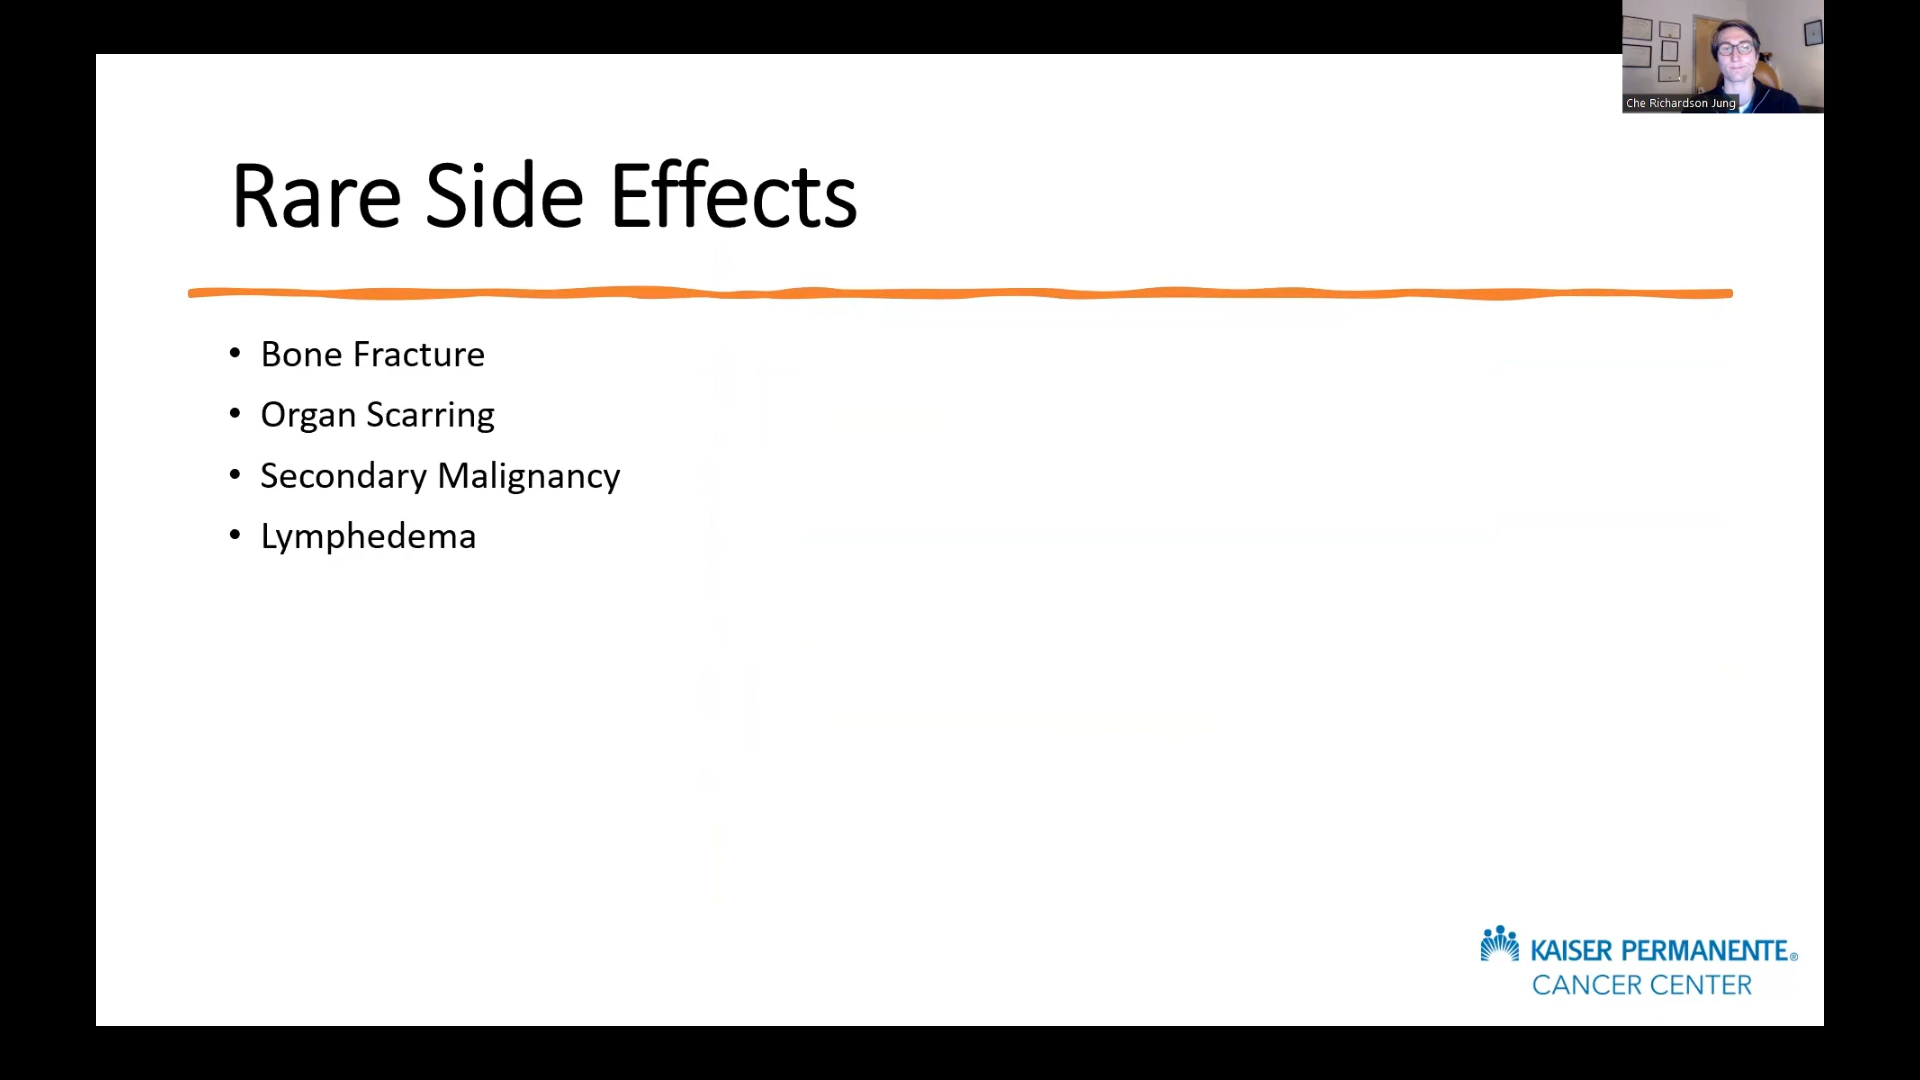 Che Richardson Jung
Rare Side Effects
• Bone Fracture
• Organ Scarring
• Secondary Malignancy
• Lymphedema
KAISER PERMANENTE®
CANCER CENTER